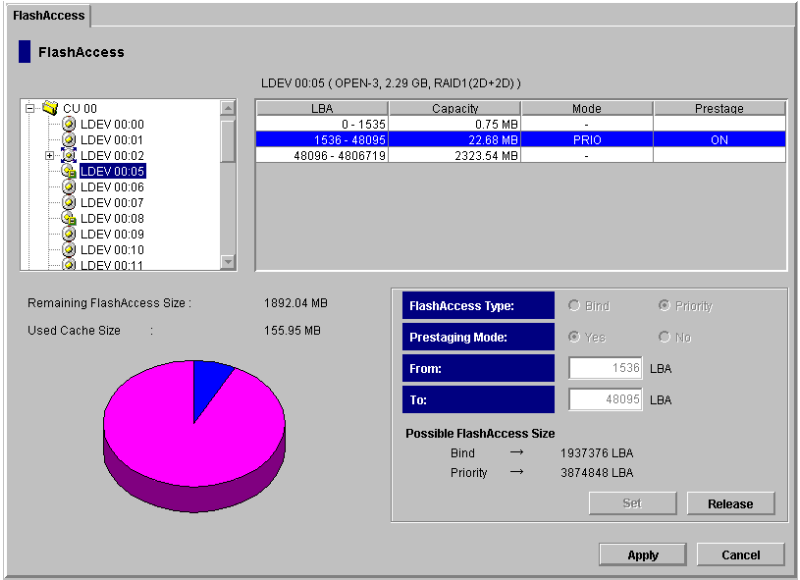 FlashAccess
FlashAccess
LDEV 00:05 ( OPEN-3, 2.29 GB, RAID1(2D+2D) )
CU 00
LDEV 00:00
LDEV 00:01
LDEV 00:02
LDEV 00:05
LDEV 00:06
LDEV 00:07
LDEV 00:08
LDEV 00:09
LDEV 00:10
LDEV 00:11
LBA Capacity Mode Prestage
0 - 1535 0.75 MB -
1536 - 48095 22.68 MB PRIO ON
48096 - 4806719 2323.54 MB -
Remaining FlashAccess Size : 1892.04 MB
Used Cache Size : 155.95 MB
FlashAccess Type: Bind Priority
Prestaging Mode: Yes No
From: 1536 LBA
To: 48095 LBA
Possible FlashAccess Size
Bind → 1937376 LBA
Priority → 3874848 LBA
Set Release
Apply Cancel